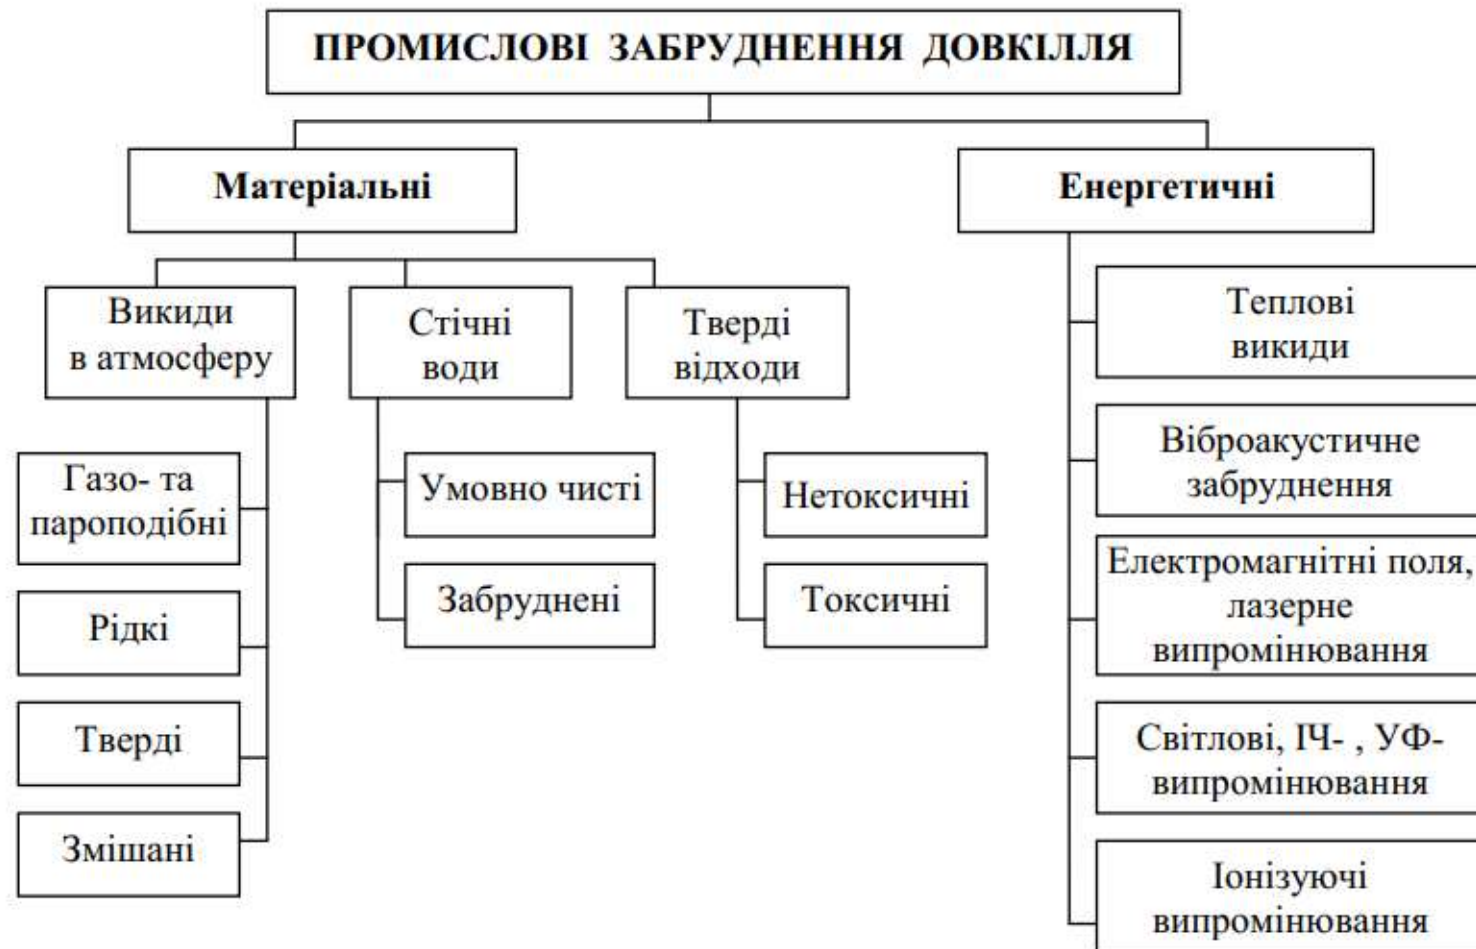 ПРОМИСЛОВІ ЗАБРУДНЕННЯ ДОВКІЛЛЯ
Матеріальні
Енергетичні
Викиди
в атмосферу
Стічні
води
Тверді
відходи
Газо- та
пароподібні
Рідкі
Тверді
Змішані
Умовно чисті
Забруднені
Нетоксичні
Токсичні
Теплові
викиди
Віброакустичне
забруднення
Електромагнітні поля,
лазерне
випромінювання
Світлові, ІЧ- , УФ-
випромінювання
Іонізуючі
випромінювання